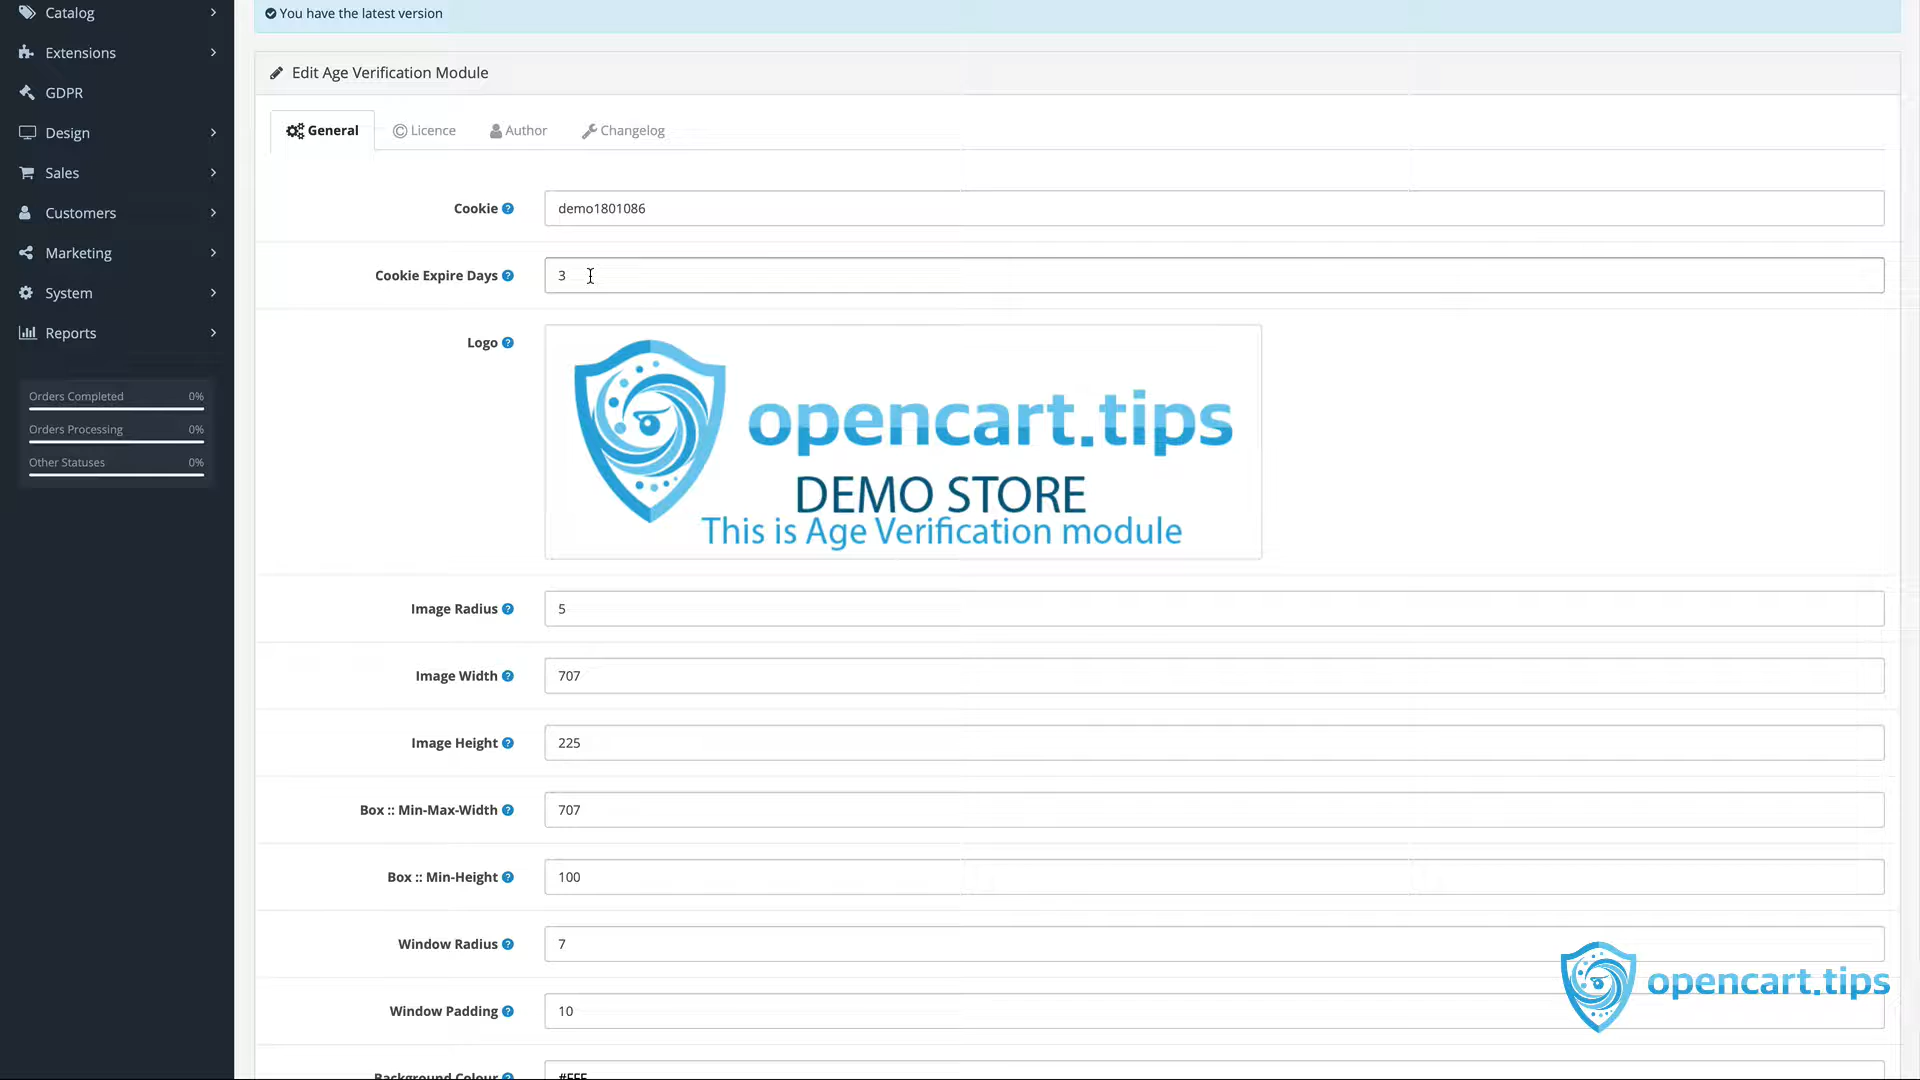 Catalog
You have the latest version
Extensions
GDPR
Design
Sales
Customers
Marketing
System
Reports
Orders Completed 0%
Orders Processing 0%
Other Statuses 0%
Edit Age Verification Module
General Licence Author Changelog
Cookie ? demo1801086
Cookie Expire Days ? 3
Logo ?
opencart.tips
DEMO STORE
This is Age Verification module
Image Radius ? 5
Image Width ? 707
Image Height ? 225
Box :: Min-Max-Width ? 707
Box :: Min-Height ? 100
Window Radius ? 7
Window Padding ? 10
Background Colour ? #FFF
opencart.tips